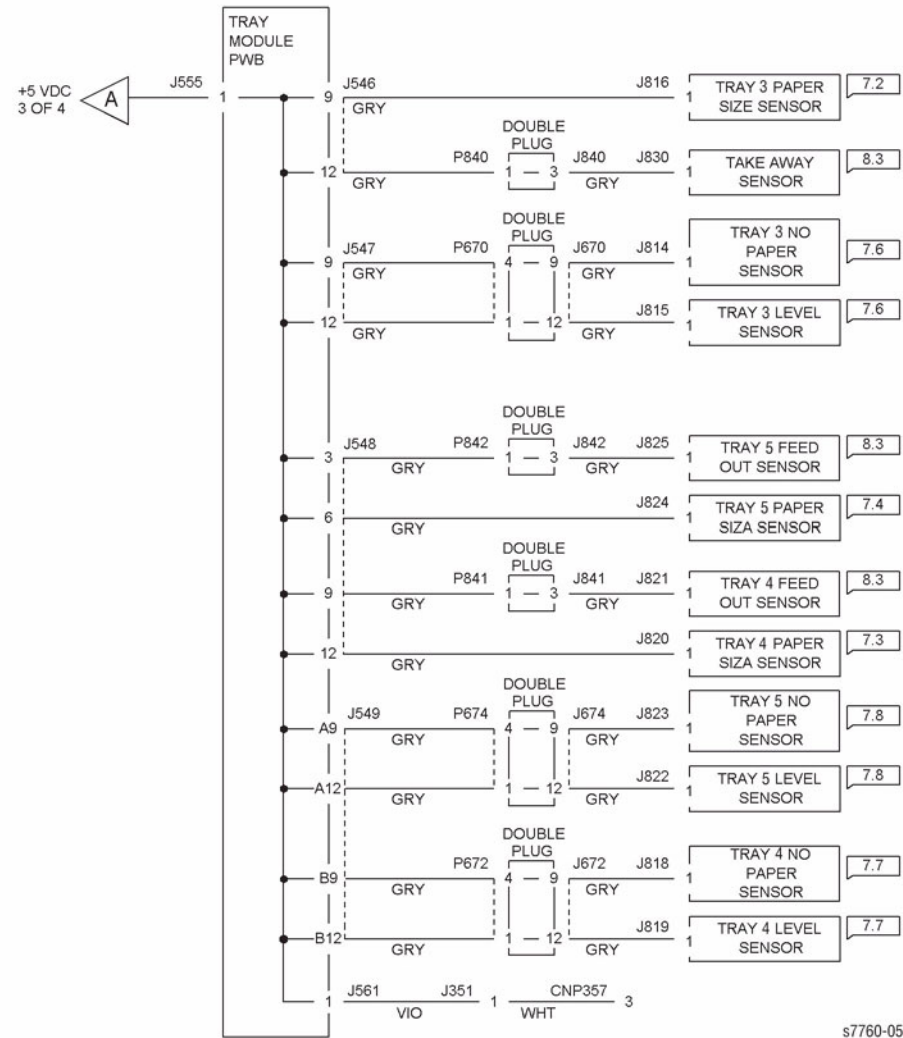 TRAY
MODULE
PWB
+5 VDC
3 OF 4
A
J555
1
9 J546 GRY J816 1
TRAY 3 PAPER
SIZE SENSOR
7.2
DOUBLE
PLUG
12 GRY P840 1 3 J840 GRY J830 1
TAKE AWAY
SENSOR
8.3
DOUBLE
PLUG
9 J547 GRY P670 4 9 J670 GRY J814 1
TRAY 3 NO
PAPER
SENSOR
7.6
12 GRY 1 12 GRY J815 1
TRAY 3 LEVEL
SENSOR
7.6
DOUBLE
PLUG
3 J548 GRY P842 1 3 J842 GRY J825 1
TRAY 5 FEED
OUT SENSOR
8.3
6 GRY J824 1
TRAY 5 PAPER
SIZA SENSOR
7.4
DOUBLE
PLUG
9 GRY P841 1 3 J841 GRY J821 1
TRAY 4 FEED
OUT SENSOR
8.3
12 GRY J820 1
TRAY 4 PAPER
SIZA SENSOR
7.3
DOUBLE
PLUG
A9 J549 GRY P674 4 9 J674 GRY J823 1
TRAY 5 NO
PAPER
SENSOR
7.8
A12 GRY 1 12 GRY J822 1
TRAY 5 LEVEL
SENSOR
7.8
DOUBLE
PLUG
B9 GRY P672 4 9 J672 GRY J818 1
TRAY 4 NO
PAPER
SENSOR
7.7
B12 GRY 1 12 GRY J819 1
TRAY 4 LEVEL
SENSOR
7.7
1 J561 VIO J351 1 CNP357 WHT 3
s7760-05